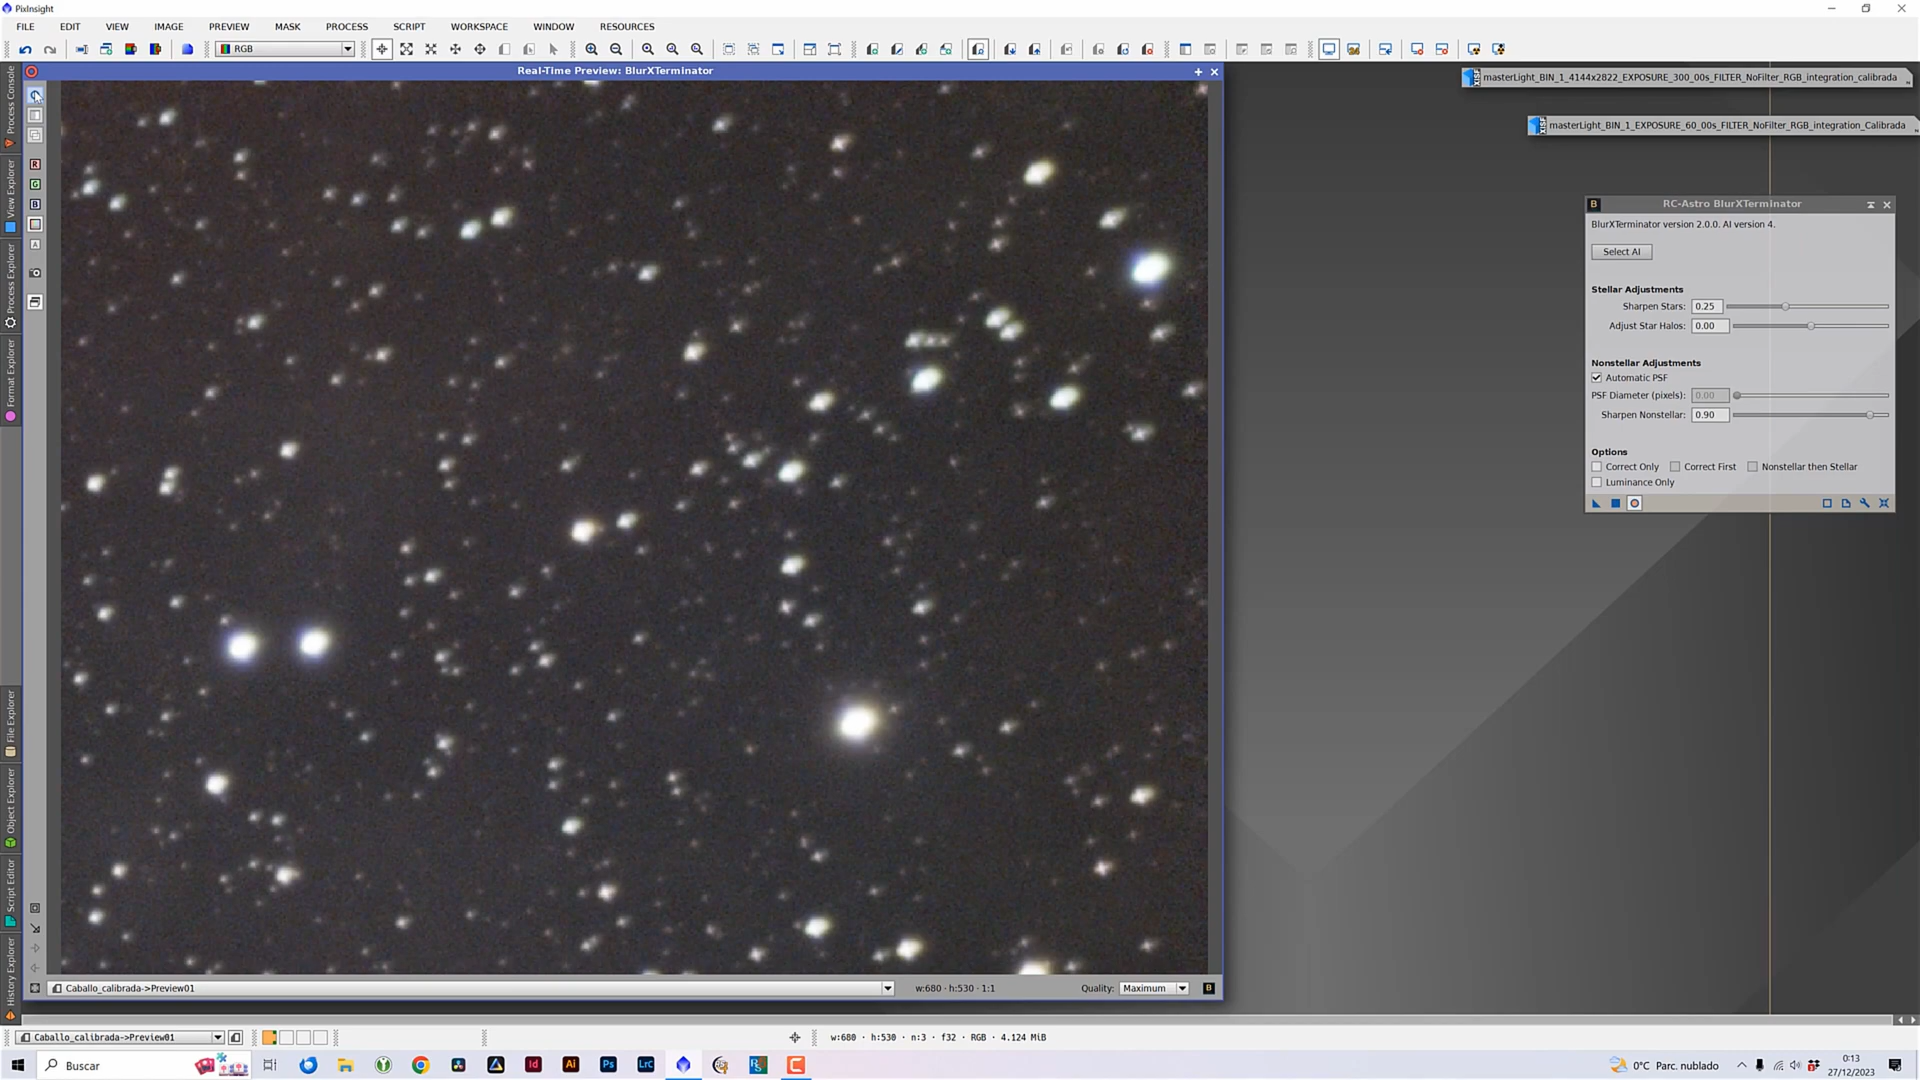 PixInsight
FILE EDIT VIEW IMAGE PREVIEW MASK PROCESS SCRIPT WORKSPACE WINDOW RESOURCES
RGB
Real-Time Preview: BlurXTerminator
masterLight_BIN_1_4144x2822_EXPOSURE_300_00s_FILTER_NoFilter_RGB_integration_calibrada
masterLight_BIN_1_EXPOSURE_60_00s_FILTER_NoFilter_RGB_integration_Calibrada
Process Console
View Explorer
Process Explorer
Format Explorer
File Explorer
Object Explorer
Script Editor
History Explorer
R
G
B
A
B RC-Astro BlurXTerminator
BlurXTerminator version 2.0.0. AI version 4.
Select AI
Stellar Adjustments
Sharpen Stars: 0.25
Adjust Star Halos: 0.00
Nonstellar Adjustments
Automatic PSF
PSF Diameter (pixels): 0.00
Sharpen Nonstellar: 0.90
Options
Correct Only Correct First Nonstellar then Stellar
Luminance Only
Caballo_calibrada->Preview01 w:680 · h:530 · 1:1 Quality: Maximum B
Caballo_calibrada->Preview01 w:680 · h:530 · n:3 · f32 · RGB · 4.124 MiB
Buscar
Id
Ai
Ps
LrC
C
0°C Parc. nublado
0:13
27/12/2023